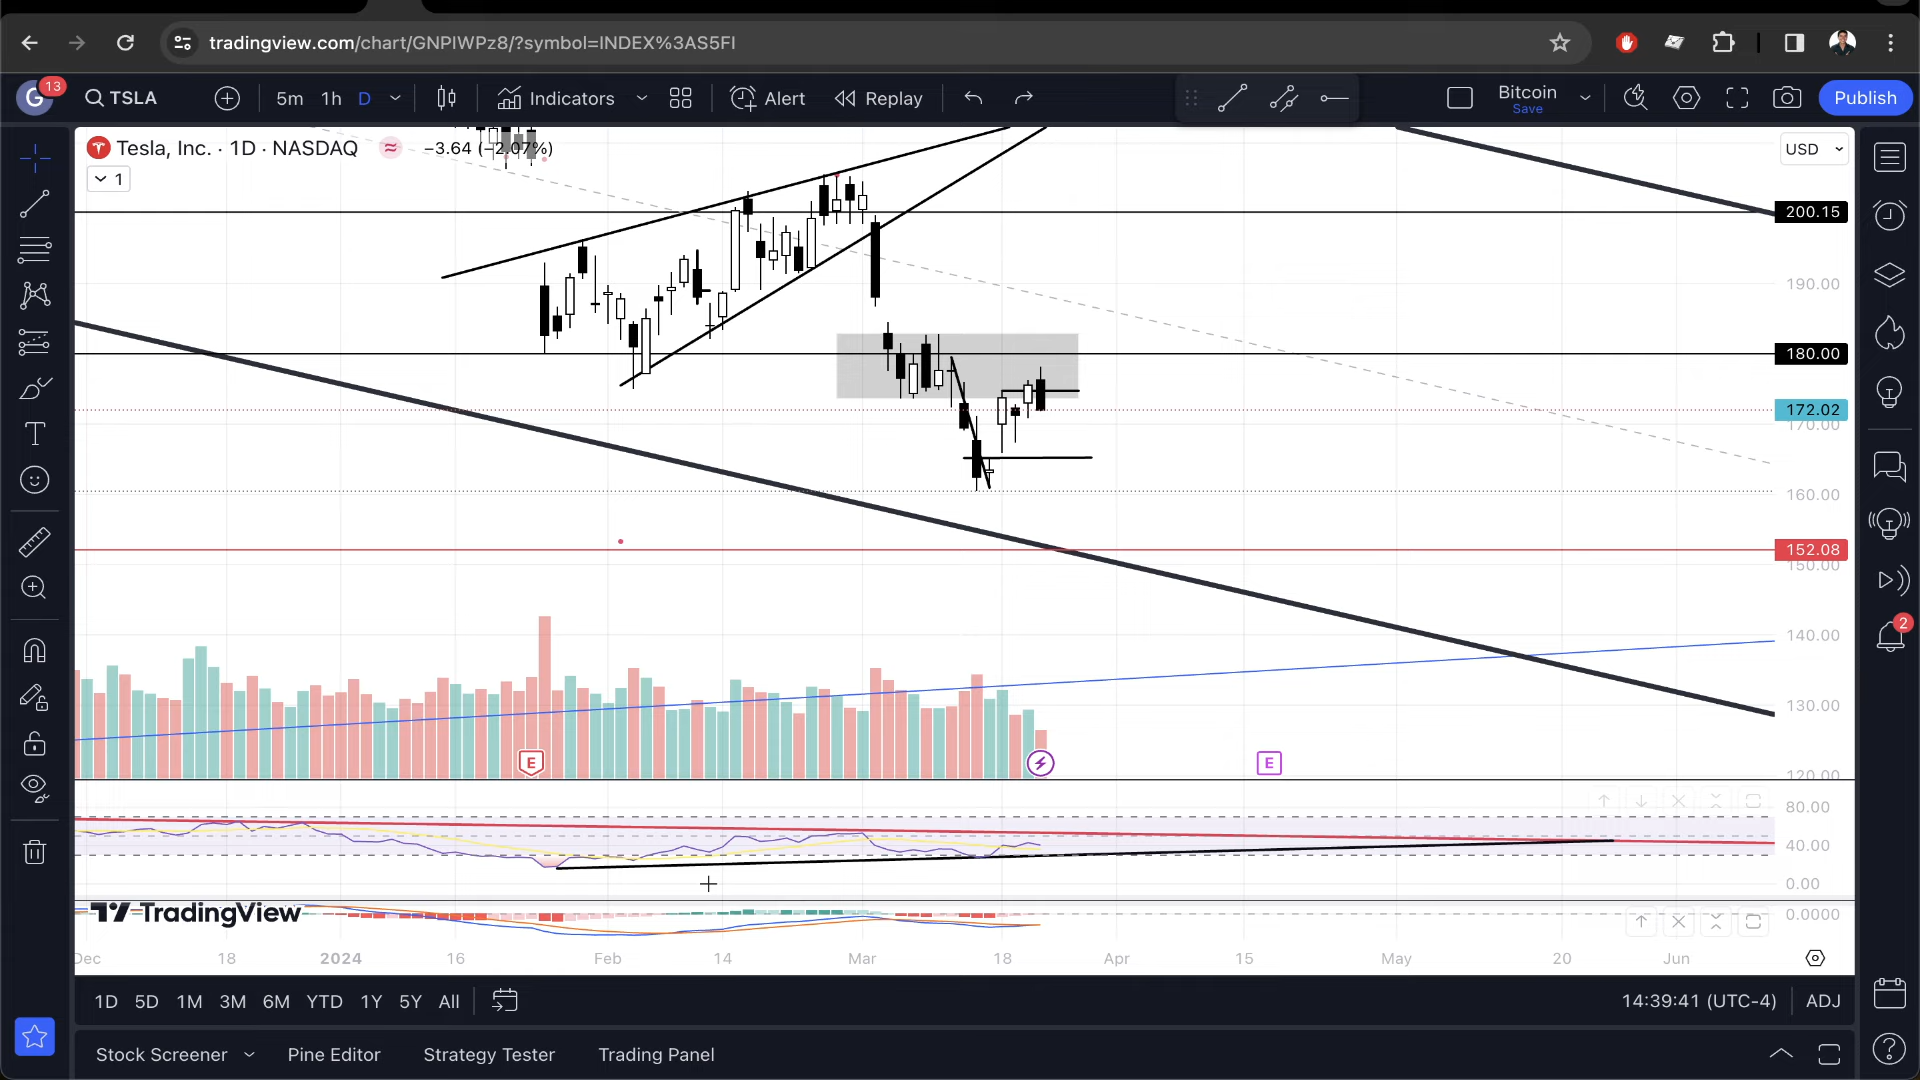 tradingview.com/chart/GNPIWPz8/?symbol=INDEX%3AS5FI
G 13 TSLA 5m 1h D Indicators Alert Replay Bitcoin Save Publish
Tesla, Inc. · 1D · NASDAQ ≈ −3.64 (−2.07%) USD
1
200.15
190.00
180.00
172.02
170.00
160.00
152.08
150.00
140.00
2
130.00
E E
120.00
80.00
40.00
0.00
TradingView 0.0000
Dec 18 2024 16 Feb 14 Mar 18 Apr 15 May 20 Jun
1D 5D 1M 3M 6M YTD 1Y 5Y All 14:39:41 (UTC-4) ADJ
Stock Screener Pine Editor Strategy Tester Trading Panel